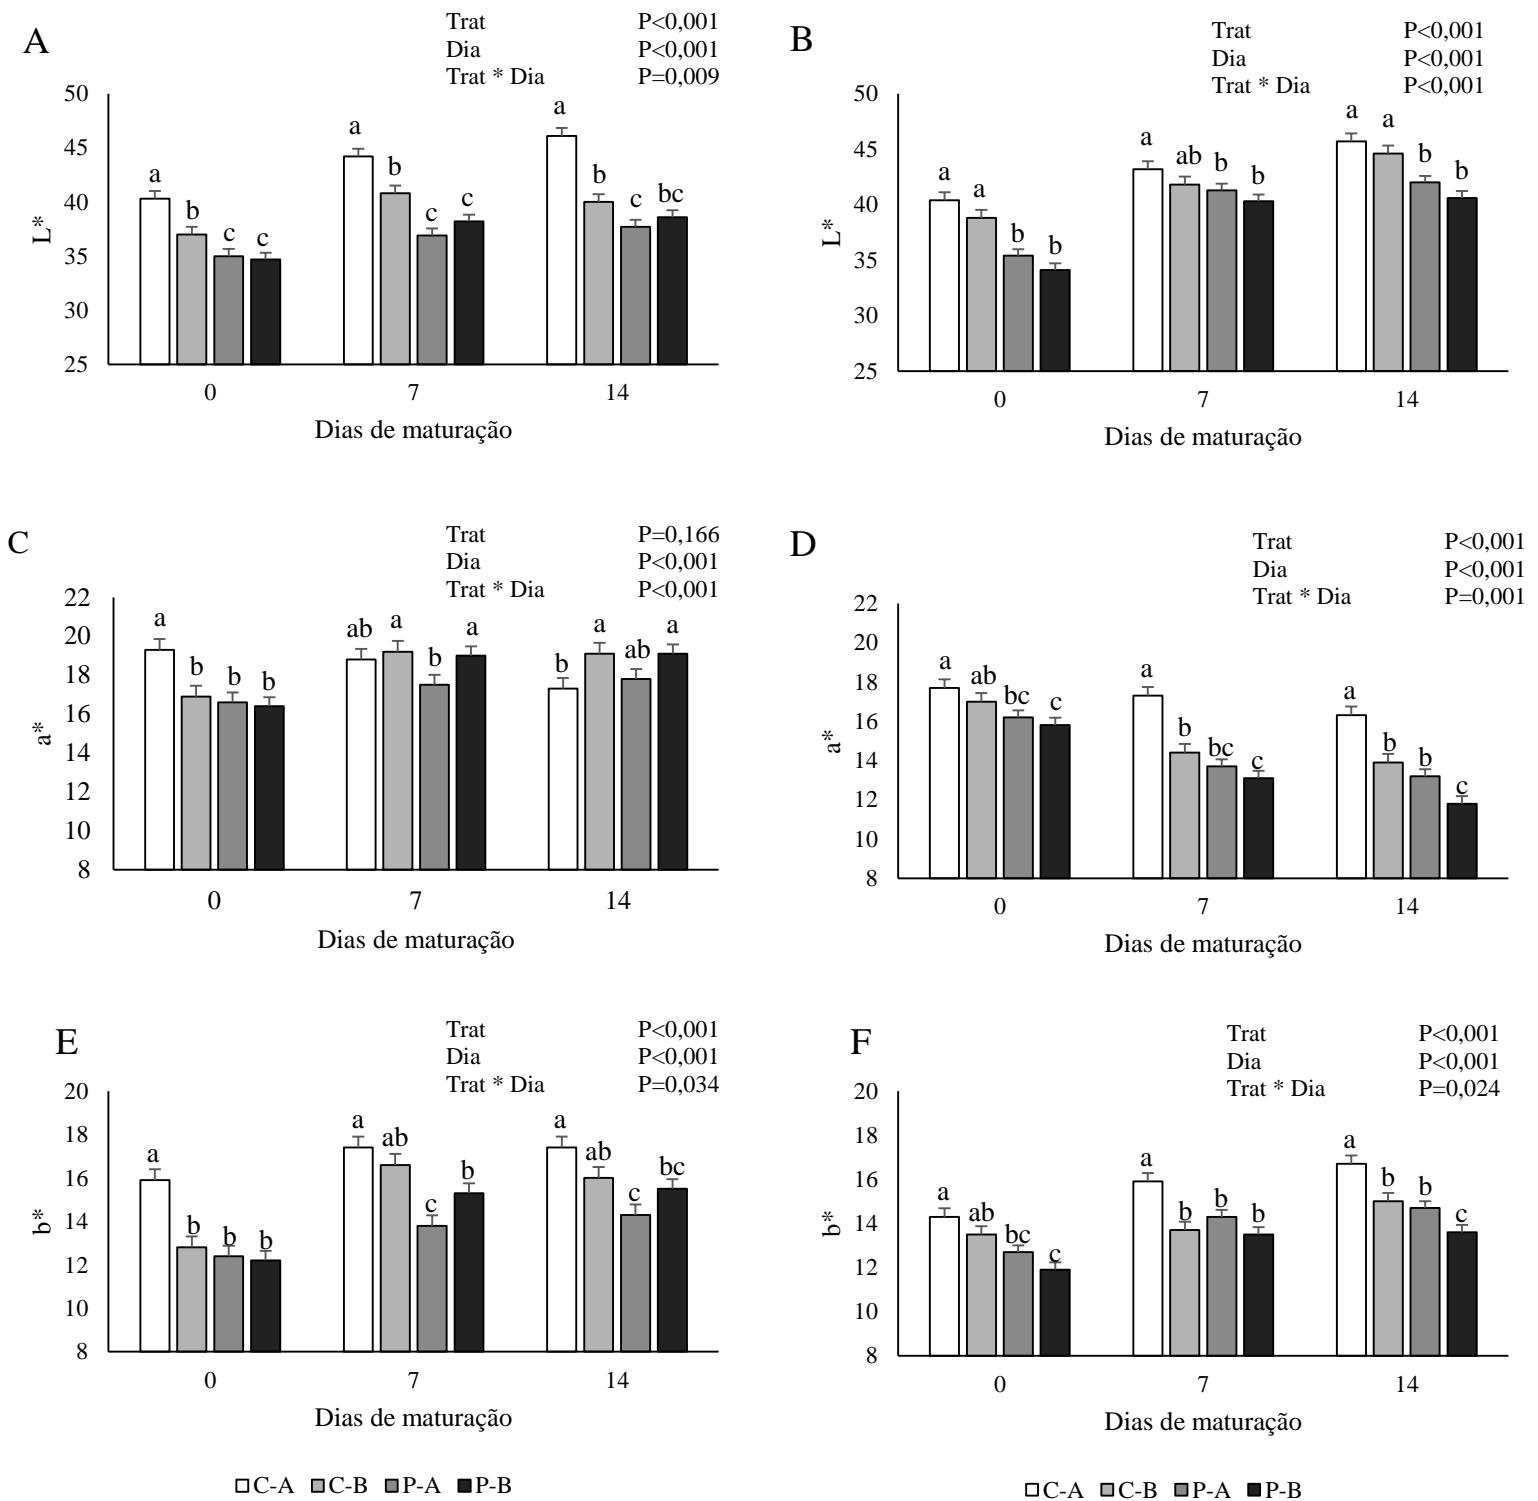 A
Trat P<0,001
Dia P<0,001
Trat * Dia P=0,009
50
45
40
35
30
25
L*
a b c c
a b c c
a b c bc
0 7 14
Dias de maturação
B
Trat P<0,001
Dia P<0,001
Trat * Dia P<0,001
50
45
40
35
30
25
L*
a a b b
a ab b b
a a b b
0 7 14
Dias de maturação
C
Trat P=0,166
Dia P<0,001
Trat * Dia P<0,001
22
20
18
16
14
12
10
8
a*
a b b b
ab a b a
b a ab a
0 7 14
Dias de maturação
D
Trat P<0,001
Dia P<0,001
Trat * Dia P=0,001
22
20
18
16
14
12
10
8
a*
a ab bc c
a b bc c
a b b c
0 7 14
Dias de maturação
E
Trat P<0,001
Dia P<0,001
Trat * Dia P=0,034
20
18
16
14
12
10
8
b*
a b b b
a ab c b
a ab c bc
0 7 14
Dias de maturação
C-A C-B P-A P-B
F
Trat P<0,001
Dia P<0,001
Trat * Dia P=0,024
20
18
16
14
12
10
8
b*
a ab bc c
a b b b
a b b c
0 7 14
Dias de maturação
C-A C-B P-A P-B